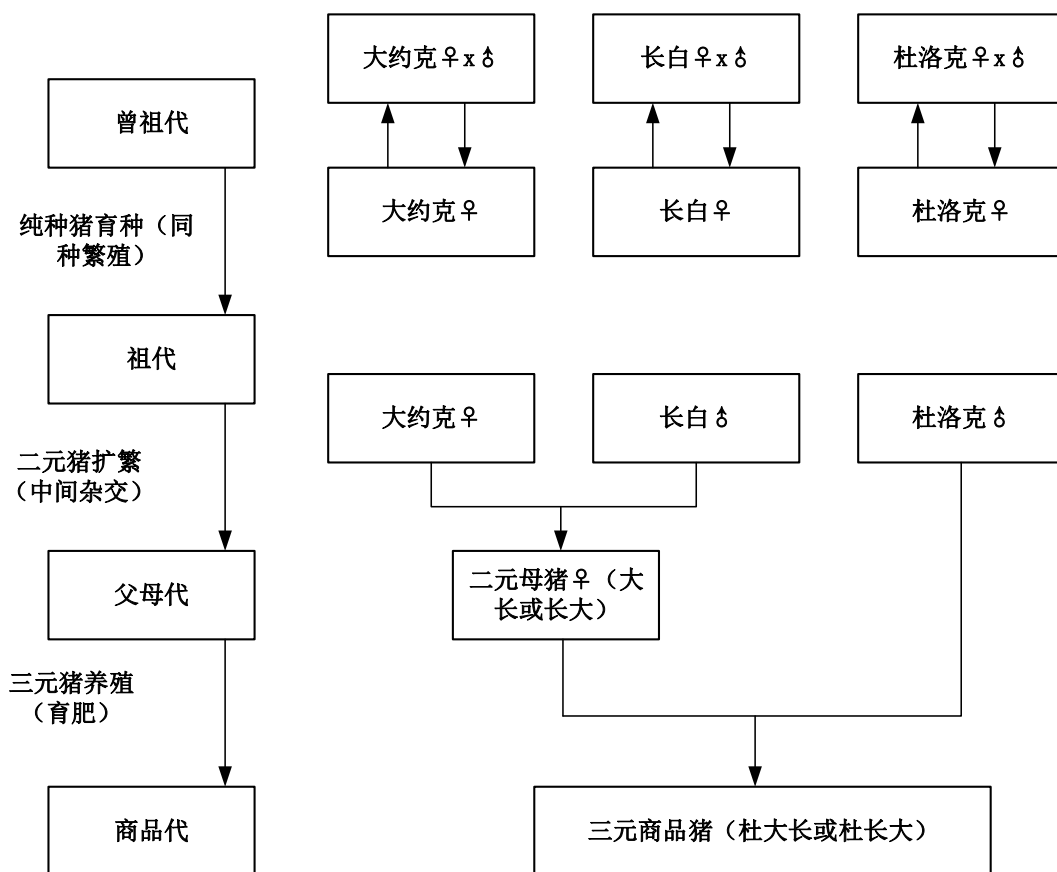 大约克♀x♂
长白♀x♂
杜洛克♀x♂
曾祖代
大约克♀
长白♀
杜洛克♀
纯种猪育种（同
种繁殖）
祖代
大约克♀
长白♂
杜洛克♂
二元猪扩繁
（中间杂交）
二元母猪♀（大
长或长大）
父母代
三元猪养殖
（育肥）
商品代
三元商品猪（杜大长或杜长大）